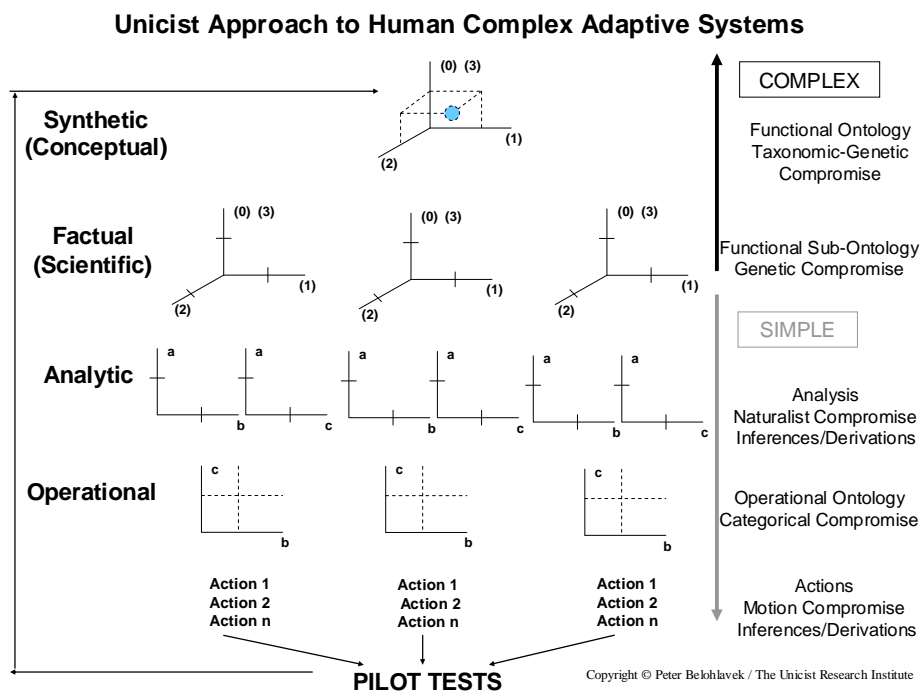 Unicist Approach to Human Complex Adaptive Systems
(0) (3)
COMPLEX
Synthetic
(Conceptual)
(1)
(2)
Functional Ontology
Taxonomic-Genetic
Compromise
(0) (3)
(0) (3)
(0) (3)
Factual
(Scientific)
(1)
(1)
(1)
(2)
(2)
(2)
Functional Sub-Ontology
Genetic Compromise
SIMPLE
Analytic
a
a
a
a
a
a
b
c
b
c
b
c
Analysis
Naturalist Compromise
Inferences/Derivations
Operational
c
c
c
b
b
b
Operational Ontology
Categorical Compromise
Action 1
Action 2
Action n
Action 1
Action 2
Action n
Action 1
Action 2
Action n
Actions
Motion Compromise
Inferences/Derivations
PILOT TESTS
Copyright © Peter Belohlavek / The Unicist Research Institute